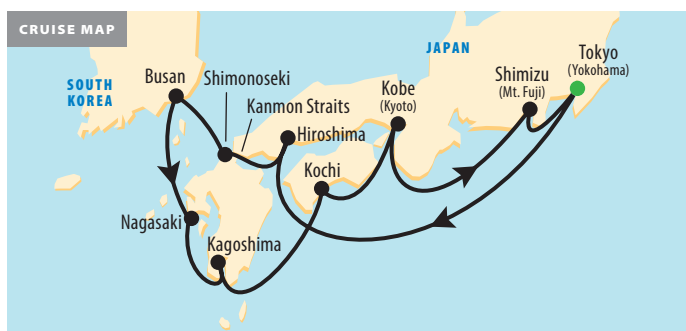 CRUISE MAP
JAPAN
Tokyo
(Yokohama)
SOUTH
KOREA
Busan
Shimonoseki
Kobe
(Kyoto)
Shimizu
(Mt. Fuji)
Kanmon Straits
Hiroshima
Kochi
Nagasaki
Kagoshima